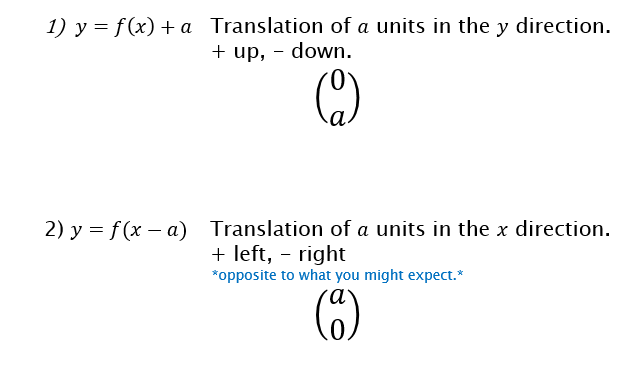 1) y = f(x) + a Translation of a units in the y direction.
+ up, − down.
(0
a)
2) y = f(x − a) Translation of a units in the x direction.
+ left, − right
*opposite to what you might expect.*
(a
0)